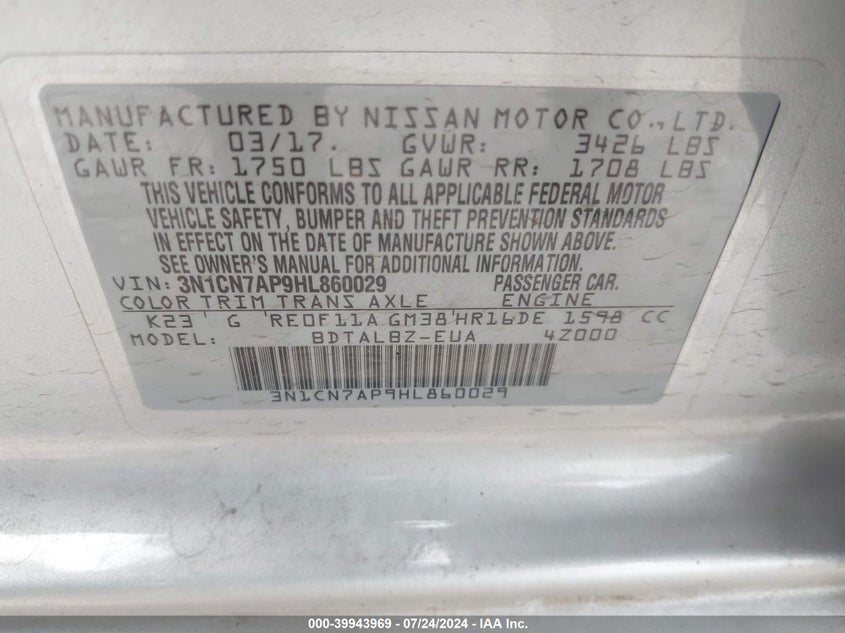 MANUFACTURED BY NISSAN MOTOR CO., LTD.
DATE: 03/17. GVWR: 3426 LBS
GAWR FR: 1750 LBS GAWR RR: 1708 LBS
THIS VEHICLE CONFORMS TO ALL APPLICABLE FEDERAL MOTOR
VEHICLE SAFETY, BUMPER AND THEFT PREVENTION STANDARDS
IN EFFECT ON THE DATE OF MANUFACTURE SHOWN ABOVE.
SEE OWNER'S MANUAL FOR ADDITIONAL INFORMATION.
VIN: 3N1CN7AP9HL860029 PASSENGER CAR.
COLOR TRIM TRANS AXLE ENGINE
K23 G RE0F11A GM38 HR16DE 1598 CC
MODEL: BDTALBZ-EUA 4Z000
3N1CN7AP9HL860029
000-39943969 / 07/24/2024 - IAA Inc.